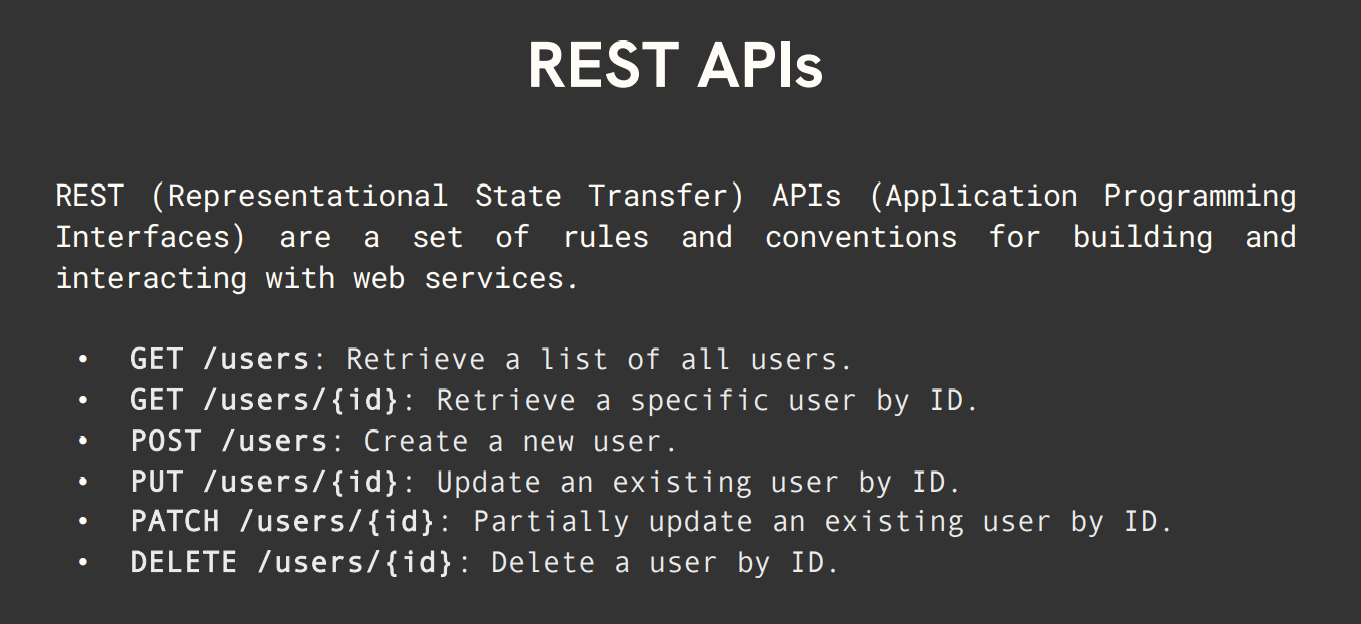 REST APIs
REST (Representational State Transfer) APIs (Application Programming
Interfaces) are a set of rules and conventions for building and
interacting with web services.
• GET /users: Retrieve a list of all users.
• GET /users/{id}: Retrieve a specific user by ID.
• POST /users: Create a new user.
• PUT /users/{id}: Update an existing user by ID.
• PATCH /users/{id}: Partially update an existing user by ID.
• DELETE /users/{id}: Delete a user by ID.